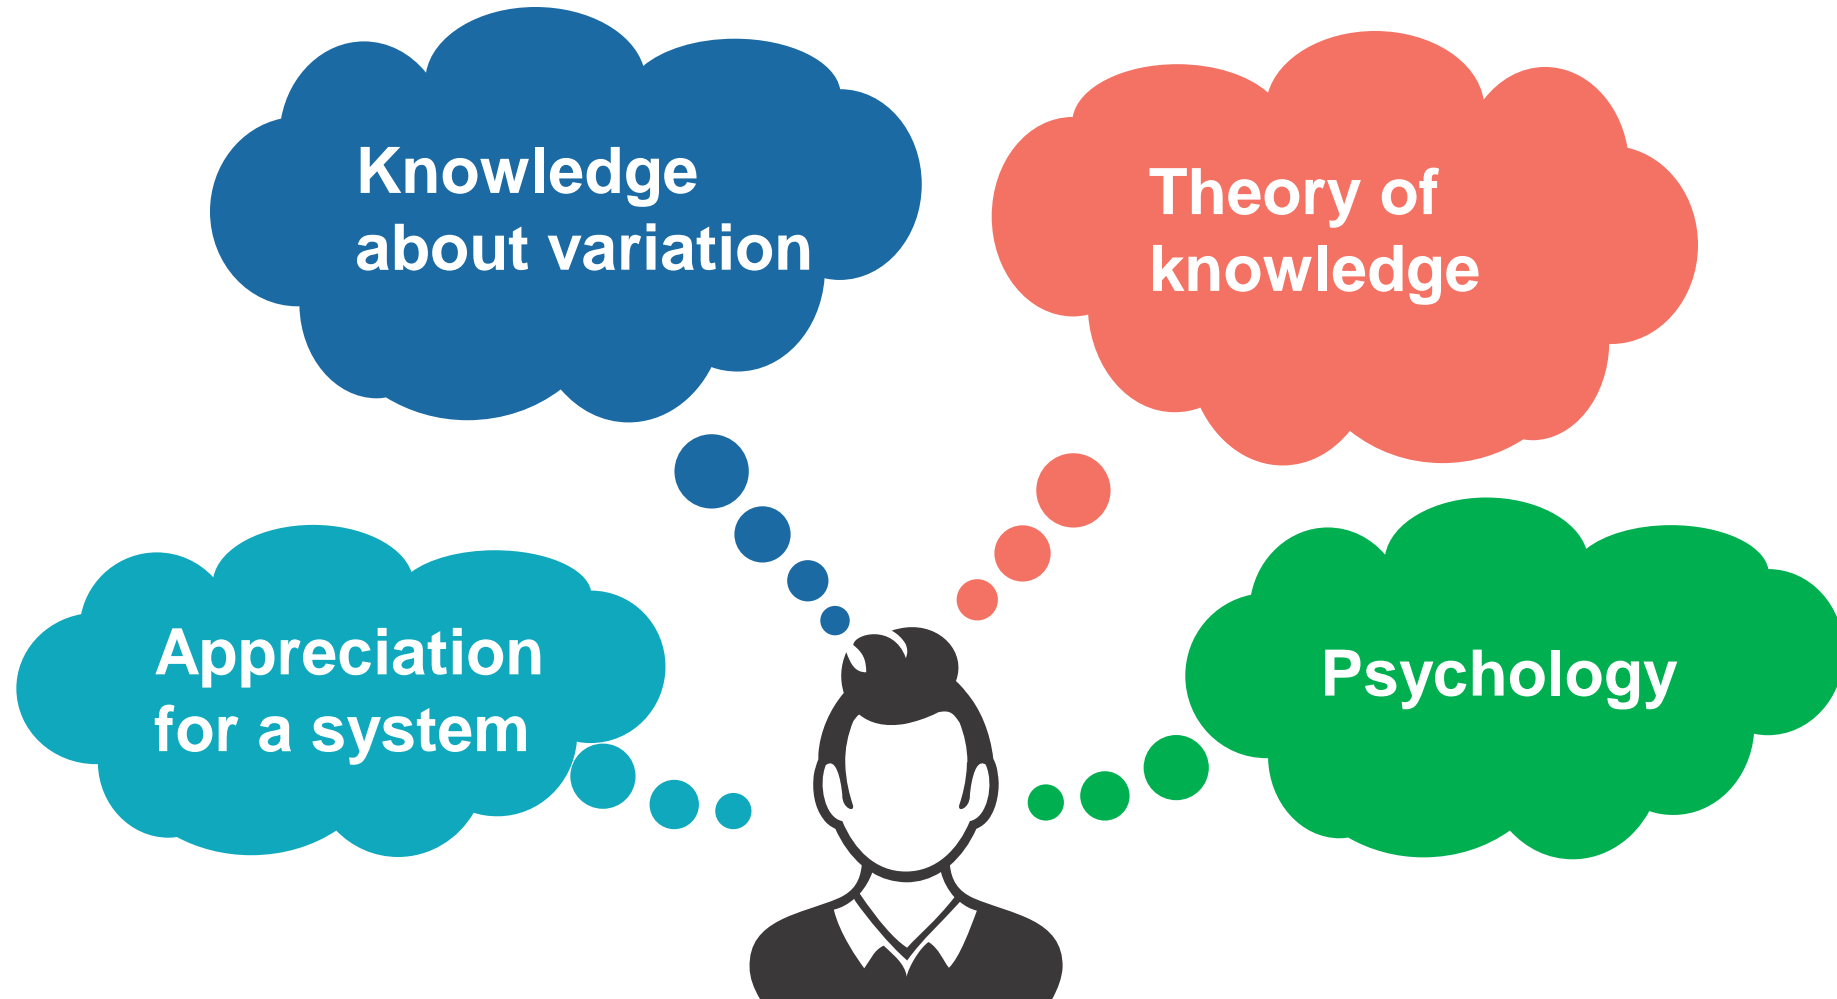 Knowledge
about variation
Theory of
knowledge
Appreciation
for a system
Psychology